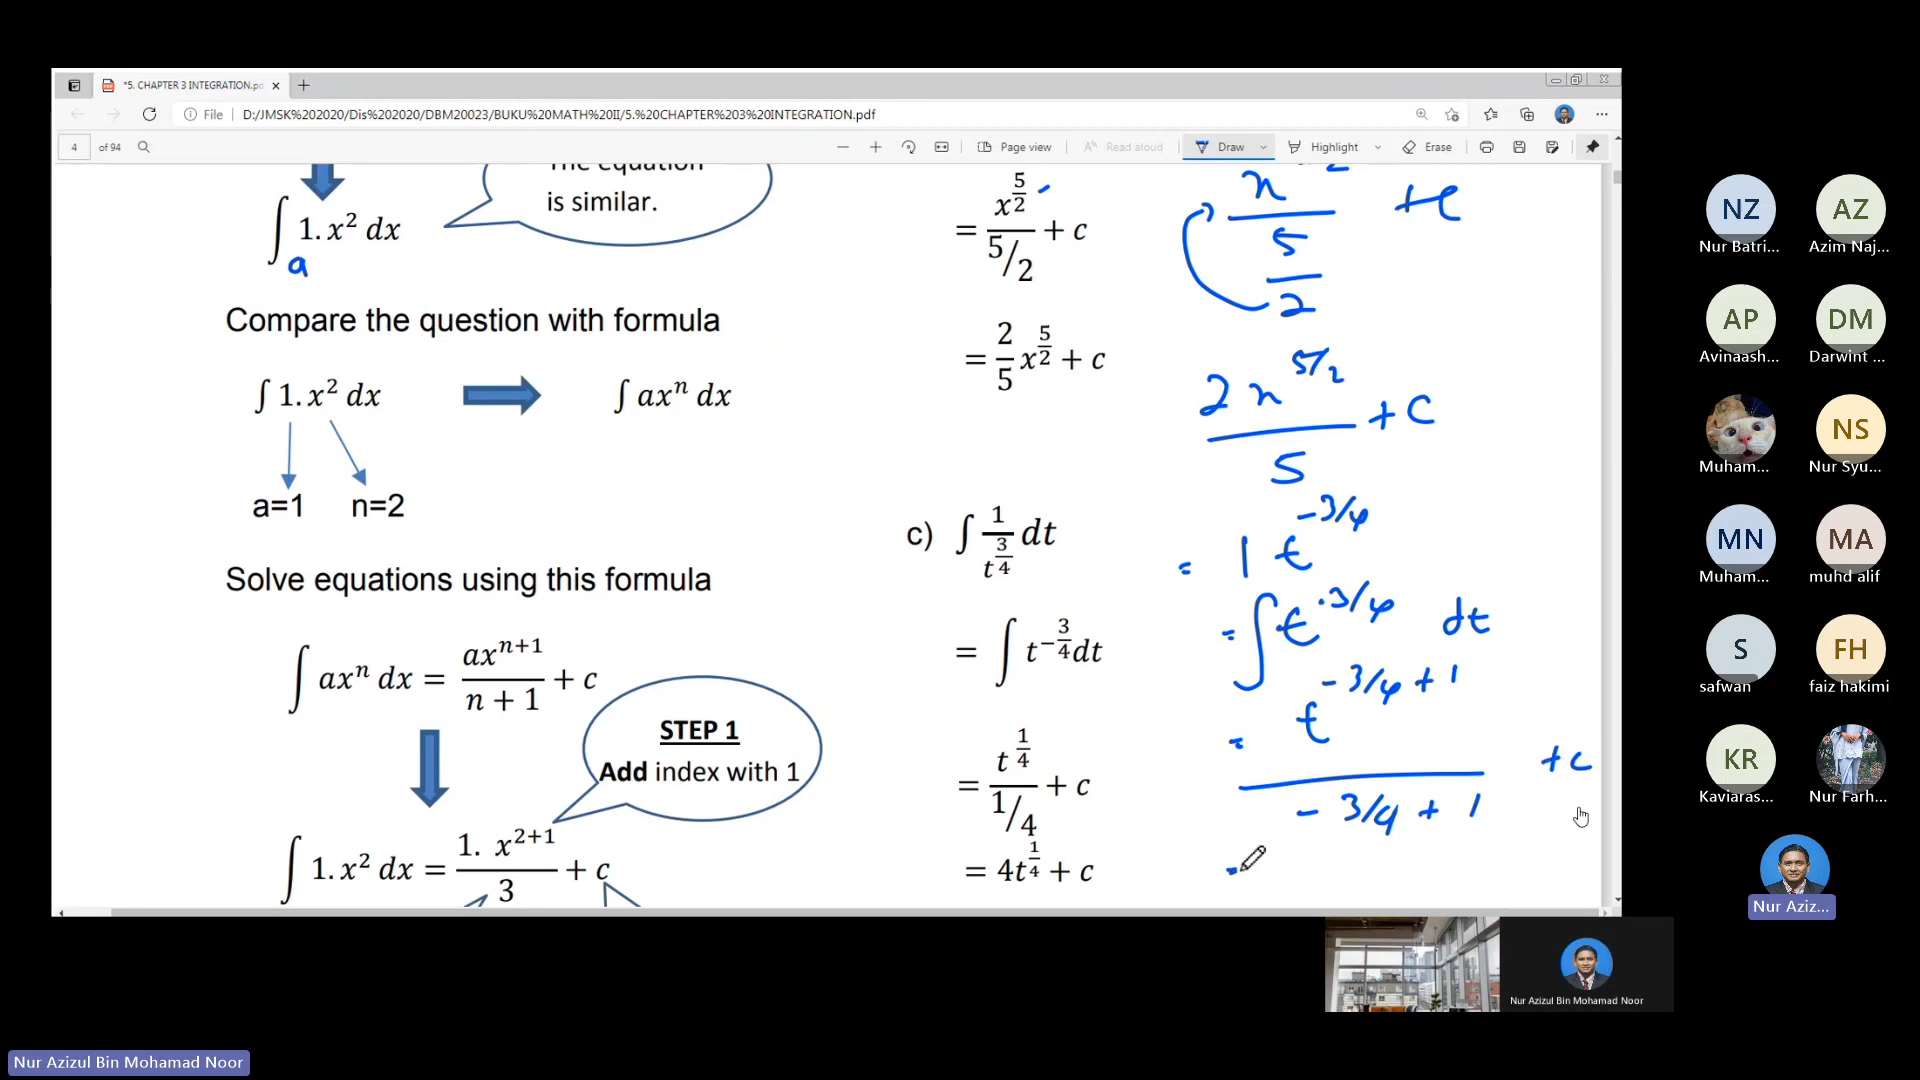 *5. CHAPTER 3 INTEGRATION.p
File D:/JMSK%202020/Dis%202020/DBM20023/BUKU%20MATH%20II/5.%20CHAPTER%203%20INTEGRATION.pdf
4 of 94 Page view Read aloud Draw Highlight Erase
The equation
is similar.
∫ 1. x² dx
a
Compare the question with formula
∫ 1. x² dx ∫ axⁿ dx
a=1 n=2
Solve equations using this formula
∫ axⁿ dx = ax^(n+1) / (n + 1) + c
STEP 1
Add index with 1
∫ 1. x² dx = 1. x^(2+1) / 3 + c
= x^(5/2) / (5/2) + c
= 2/5 x^(5/2) + c
c) ∫ 1 / t^(3/4) dt
= ∫ t^(-3/4) dt
= t^(1/4) / (1/4) + c
= 4t^(1/4) + c
+c
5
2
2x^(5/2) / 5 + c
= 1 t^(-3/4)
= ∫ t^(-3/4) dt
= t^(-3/4 + 1) / (-3/4 + 1) + c
=
NZ AZ
Nur Batri... Azim Naj...
AP DM
Avinaash... Darwint ...
NS
Muham... Nur Syu...
MN MA
Muham... muhd alif
S FH
safwan faiz hakimi
KR
Kaviaras... Nur Farh...
Nur Aziz...
Nur Azizul Bin Mohamad Noor
Nur Azizul Bin Mohamad Noor